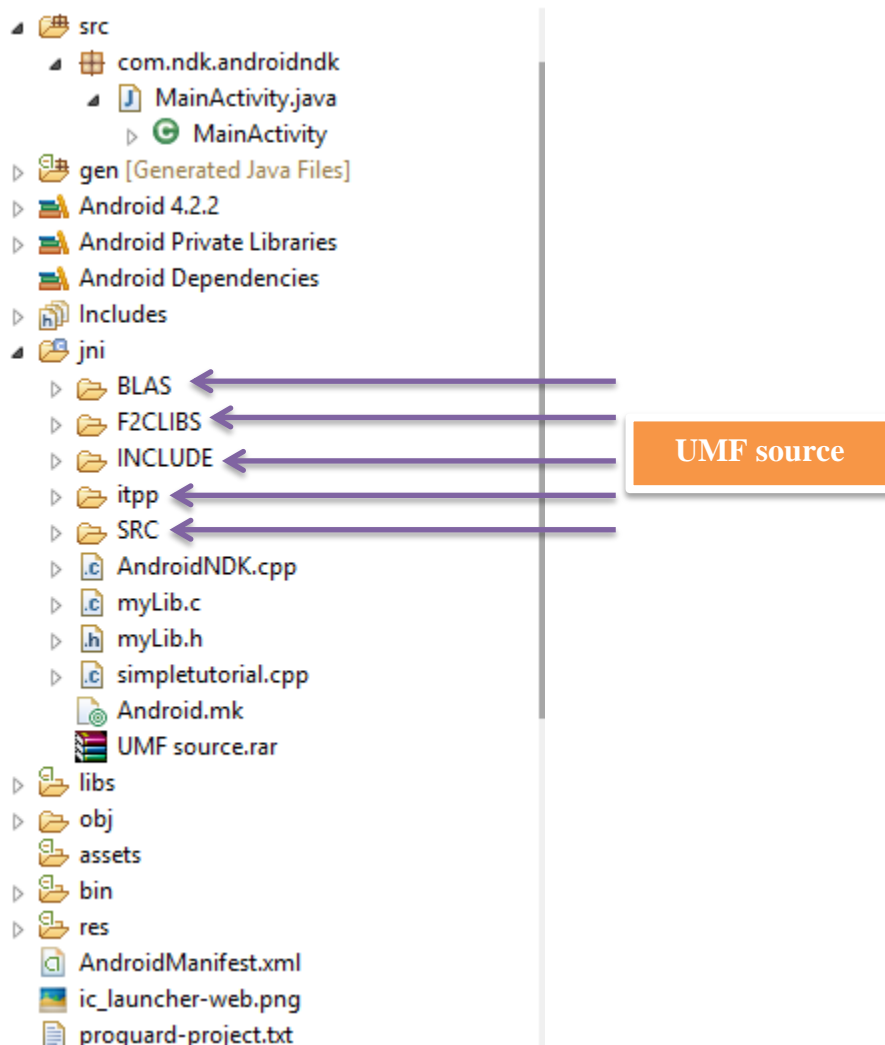 src
com.ndk.androidndk
MainActivity.java
MainActivity
gen [Generated Java Files]
Android 4.2.2
Android Private Libraries
Android Dependencies
Includes
jni
BLAS
F2CLIBS
INCLUDE
UMF source
itpp
SRC
AndroidNDK.cpp
myLib.c
myLib.h
simpletutorial.cpp
Android.mk
UMF source.rar
libs
obj
assets
bin
res
AndroidManifest.xml
ic_launcher-web.png
proguard-project.txt